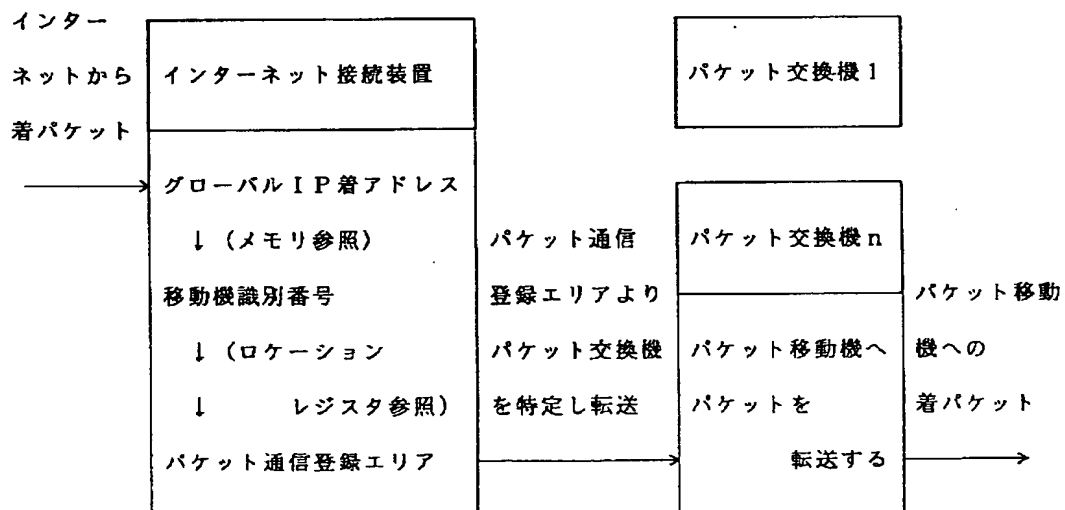 インター
ネットから
着パケット
インターネット接続装置
グローバルIP着アドレス
↓(メモリ参照)
移動機識別番号
↓(ロケーション
↓ レジスタ参照)
パケット通信登録エリア
パケット通信
登録エリアより
パケット交換機
を特定し転送
パケット交換機1
パケット交換機n
パケット移動機へ
パケットを
転送する
パケット移動
機への
着パケット